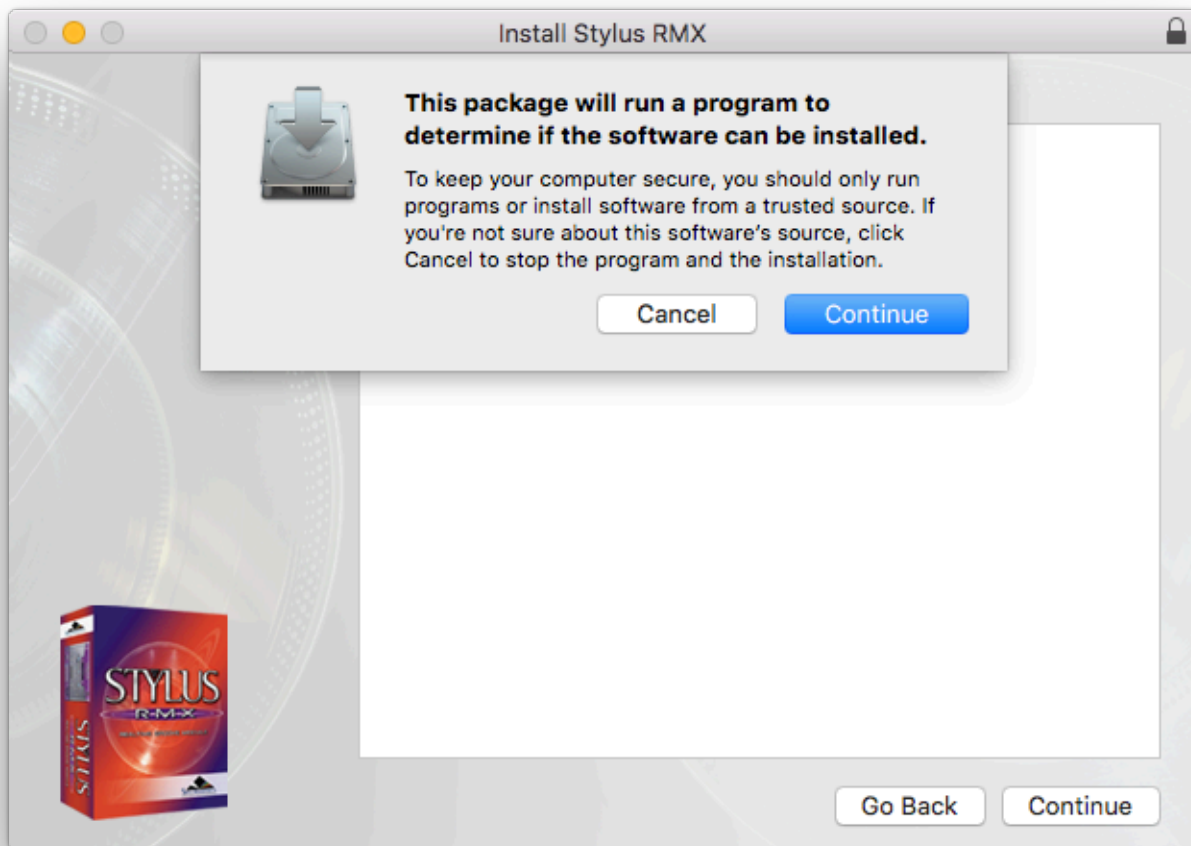 Install Stylus RMX
This package will run a program to
determine if the software can be installed.
To keep your computer secure, you should only run
programs or install software from a trusted source. If
you're not sure about this software’s source, click
Cancel to stop the program and the installation.
Cancel
Continue
STYLUS
R·M·X
STYLUS
Go Back
Continue